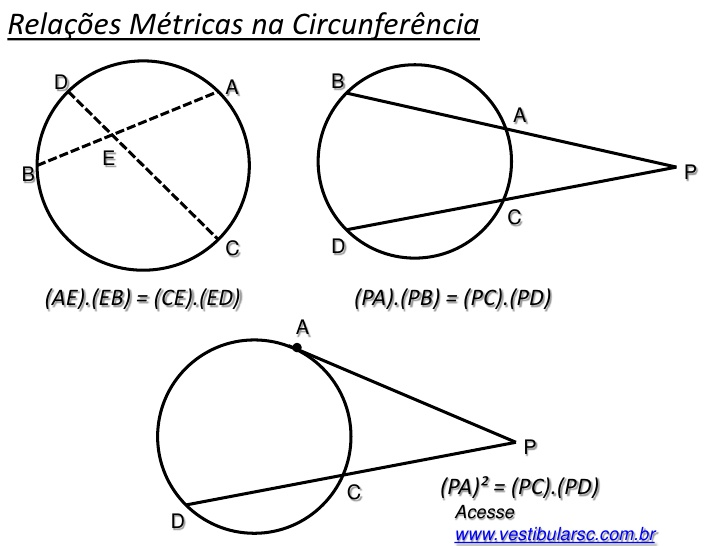 Relações Métricas na Circunferência
D
A
B
E
C
B
A
P
C
D
(AE).(EB) = (CE).(ED)
(PA).(PB) = (PC).(PD)
A
P
C
D
(PA)² = (PC).(PD)
Acesse
www.vestibularsc.com.br